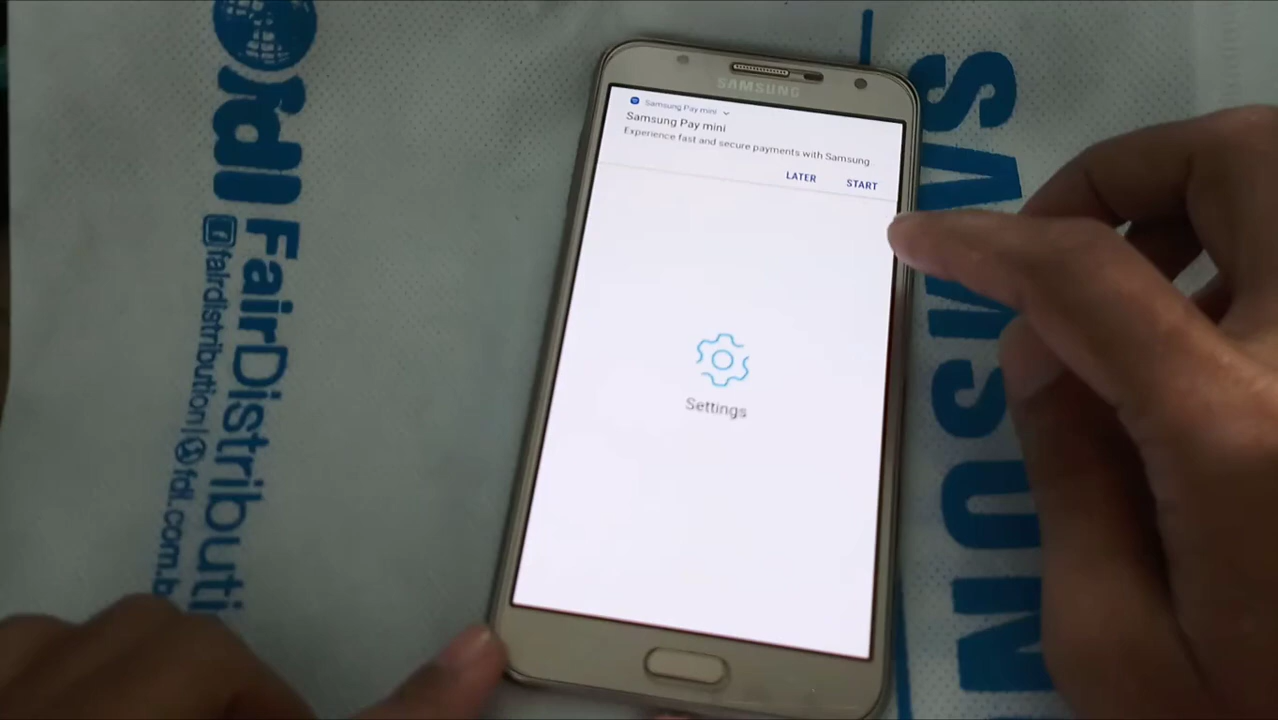 SAMSUNG
Samsung Pay mini
Samsung Pay mini
Experience fast and secure payments with Samsung
LATER START
Settings
fdl
FairDistributi
fairdistribution | fdl.com.b
SAMSUN